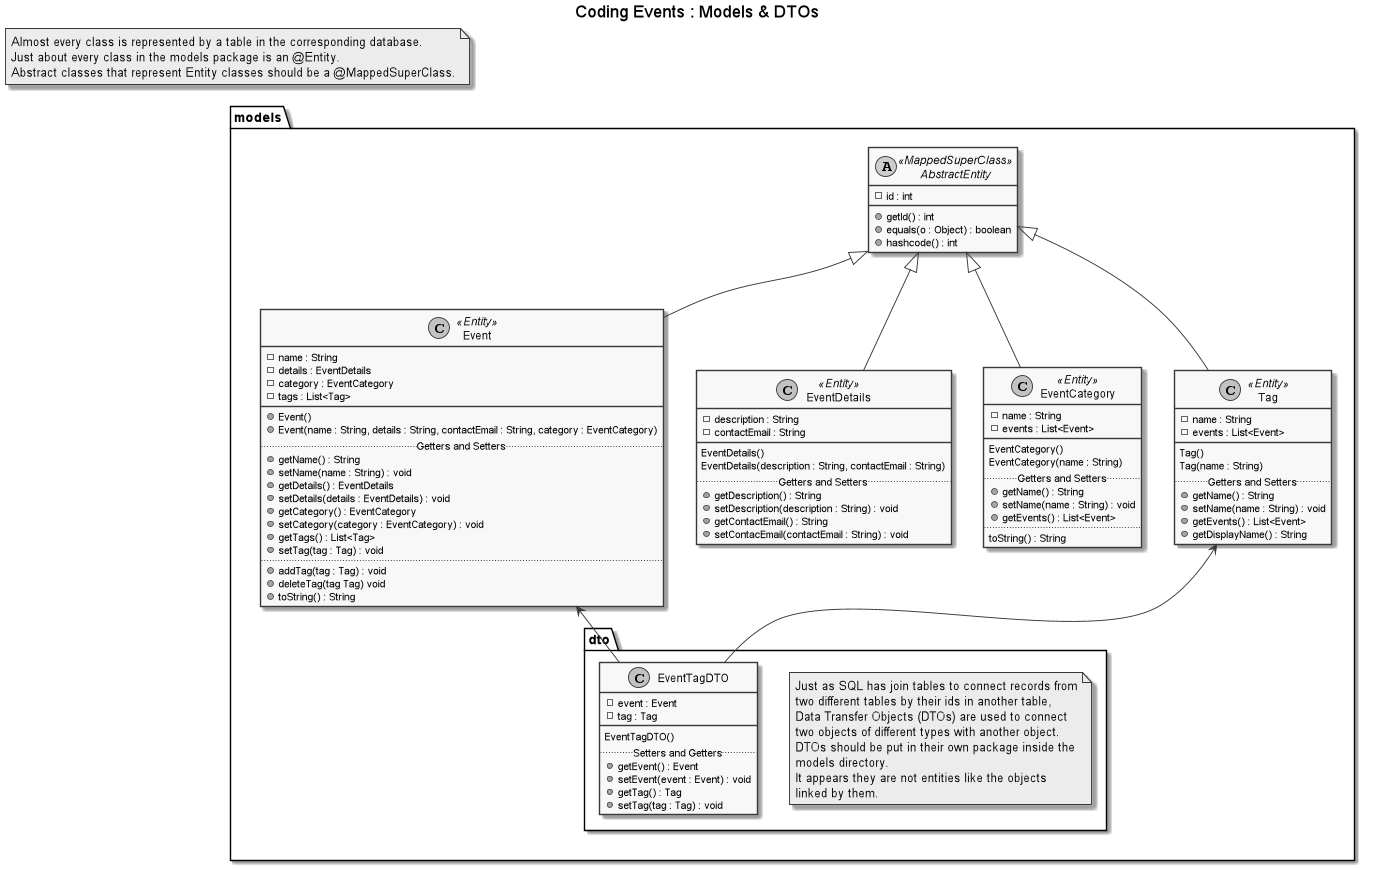 Coding Events : Models & DTOs
Almost every class is represented by a table in the corresponding database.
Just about every class in the models package is an @Entity.
Abstract classes that represent Entity classes should be a @MappedSuperClass.
models
A
«MappedSuperClass»
AbstractEntity
id : int
getId() : int
equals(o : Object) : boolean
hashcode() : int
C
«Entity»
Event
name : String
details : EventDetails
category : EventCategory
tags : List<Tag>
Event()
Event(name : String, details : String, contactEmail : String, category : EventCategory)
Getters and Setters
getName() : String
setName(name : String) : void
getDetails() : EventDetails
setDetails(details : EventDetails) : void
getCategory() : EventCategory
setCategory(category : EventCategory) : void
getTags() : List<Tag>
setTag(tag : Tag) : void
addTag(tag : Tag) : void
deleteTag(tag Tag) void
toString() : String
C
«Entity»
EventDetails
description : String
contactEmail : String
EventDetails()
EventDetails(description : String, contactEmail : String)
Getters and Setters
getDescription() : String
setDescription(description : String) : void
getContactEmail() : String
setContacEmail(contactEmail : String) : void
C
«Entity»
EventCategory
name : String
events : List<Event>
EventCategory()
EventCategory(name : String)
Getters and Setters
getName() : String
setName(name : String) : void
getEvents() : List<Event>
toString() : String
C
«Entity»
Tag
name : String
events : List<Event>
Tag()
Tag(name : String)
Getters and Setters
getName() : String
setName(name : String) : void
getEvents() : List<Event>
getDisplayName() : String
dto
C
EventTagDTO
event : Event
tag : Tag
EventTagDTO()
Setters and Getters
getEvent() : Event
setEvent(event : Event) : void
getTag() : Tag
setTag(tag : Tag) : void
Just as SQL has join tables to connect records from
two different tables by their ids in another table,
Data Transfer Objects (DTOs) are used to connect
two objects of different types with another object.
DTOs should be put in their own package inside the
models directory.
It appears they are not entities like the objects
linked by them.